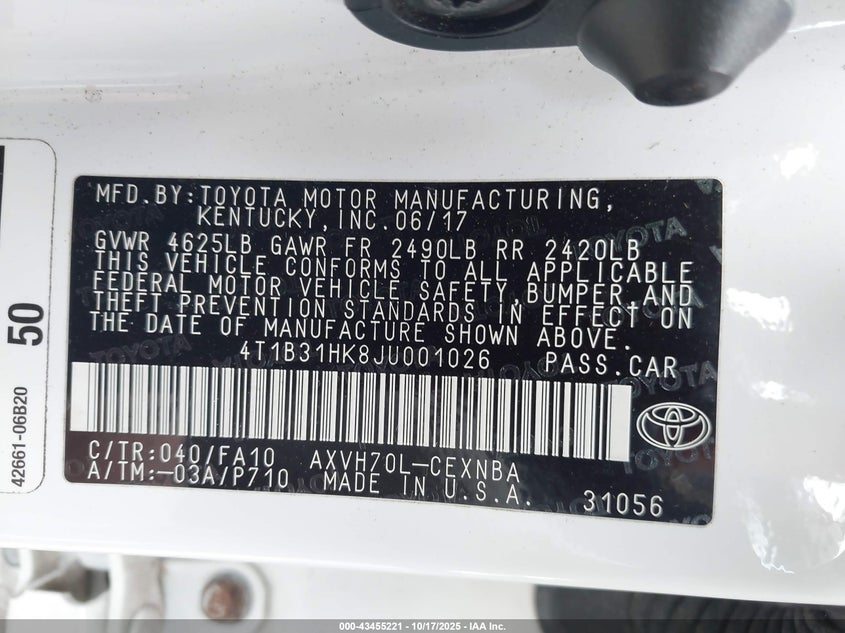 MFD.BY:TOYOTA MOTOR MANUFACTURING,
KENTUCKY,INC.06/17
GVWR 4625LB GAWR FR 2490LB RR 2420LB
THIS VEHICLE CONFORMS TO ALL APPLICABLE
FEDERAL MOTOR VEHICLE SAFETY,BUMPER,AND
THEFT PREVENTION STANDARDS IN EFFECT ON
THE DATE OF MANUFACTURE SHOWN ABOVE.
4T1B31HK8JU001026 PASS.CAR
C/TR:040/FA10 AXVH70L-CEXNBA
A/TM:-03A/P710 MADE IN U.S.A. 31056
50
42661-06B20
000-43455221 | 10/17/2025 - IAA Inc.